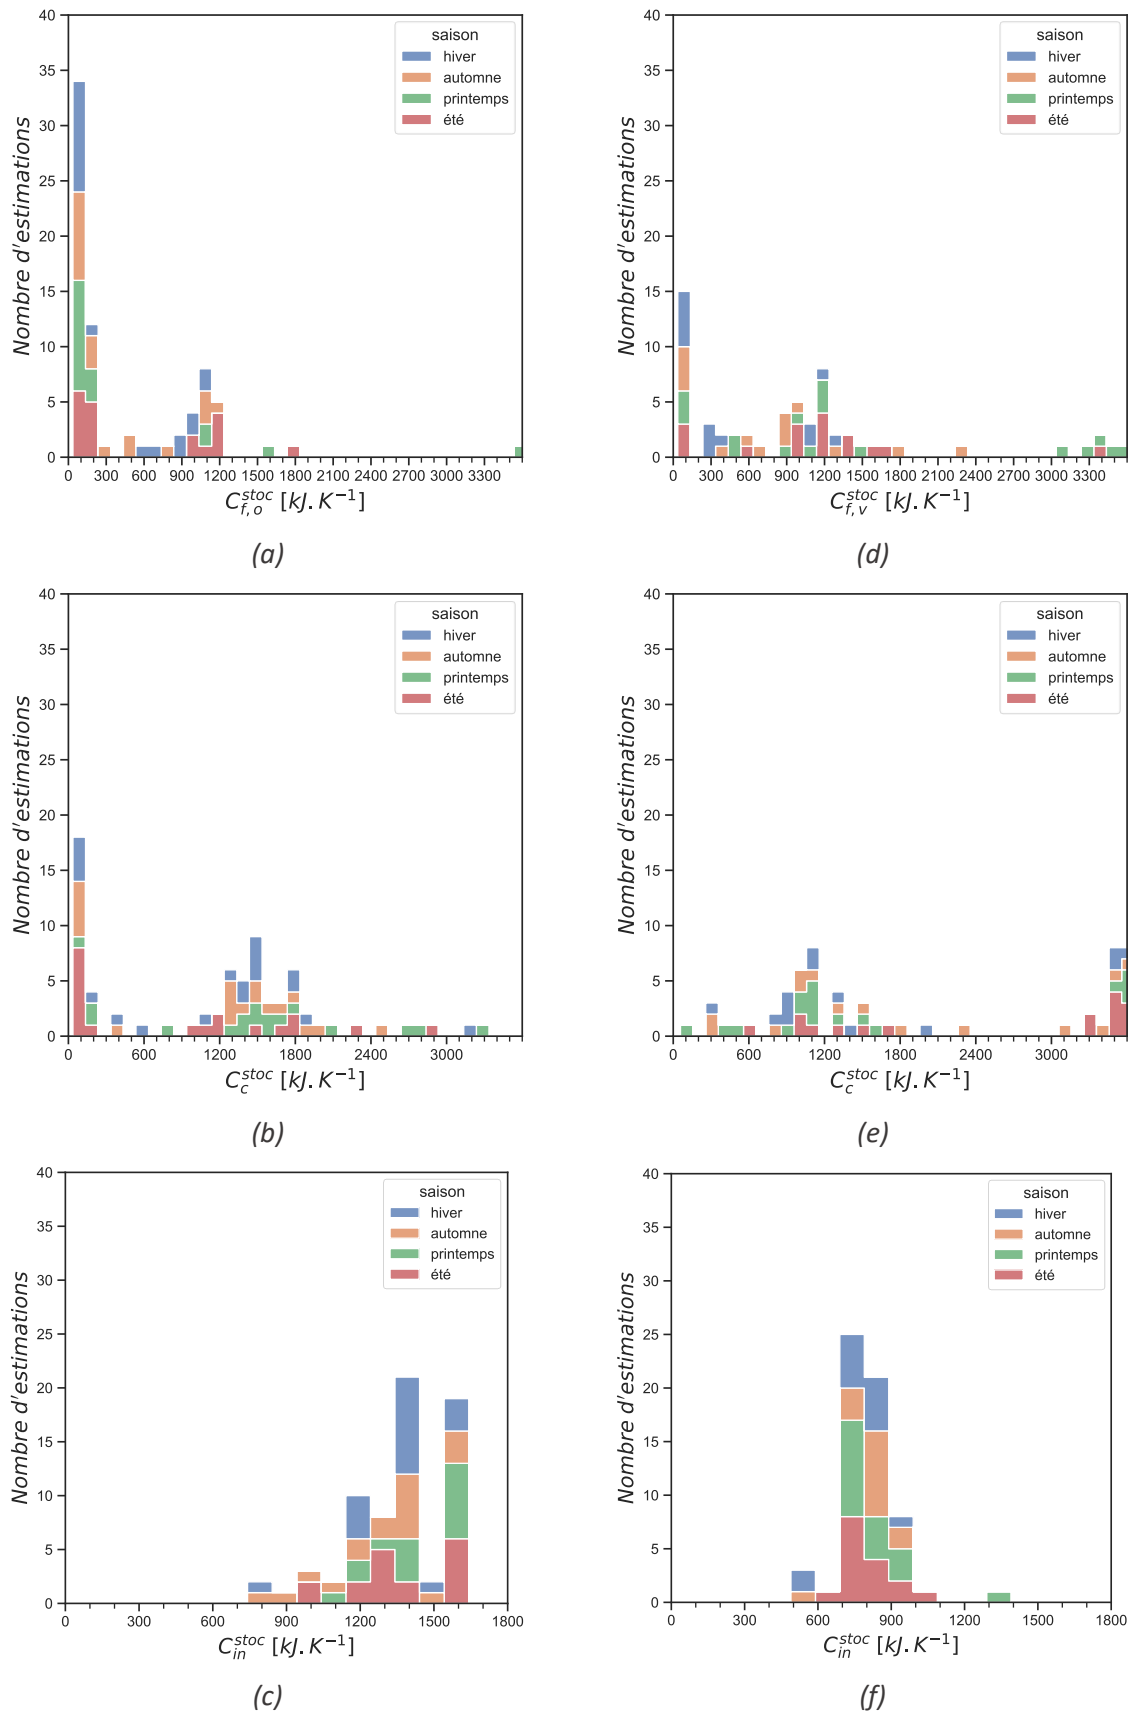 40
35
30
25
20
15
10
5
0
Nombre d'estimations
saison
hiver
automne
printemps
été
0 300 600 900 1200 1500 1800 2100 2400 2700 3000 3300
C_{f,o}^{stoc} [kJ.K⁻¹]
(a)
40
35
30
25
20
15
10
5
0
Nombre d'estimations
saison
hiver
automne
printemps
été
0 300 600 900 1200 1500 1800 2100 2400 2700 3000 3300
C_{f,v}^{stoc} [kJ.K⁻¹]
(d)
40
35
30
25
20
15
10
5
0
Nombre d'estimations
saison
hiver
automne
printemps
été
0 600 1200 1800 2400 3000
C_c^{stoc} [kJ.K⁻¹]
(b)
40
35
30
25
20
15
10
5
0
Nombre d'estimations
saison
hiver
automne
printemps
été
0 600 1200 1800 2400 3000
C_c^{stoc} [kJ.K⁻¹]
(e)
40
35
30
25
20
15
10
5
0
Nombre d'estimations
saison
hiver
automne
printemps
été
0 300 600 900 1200 1500 1800
C_{in}^{stoc} [kJ.K⁻¹]
(c)
40
35
30
25
20
15
10
5
0
Nombre d'estimations
saison
hiver
automne
printemps
été
0 300 600 900 1200 1500 1800
C_{in}^{stoc} [kJ.K⁻¹]
(f)